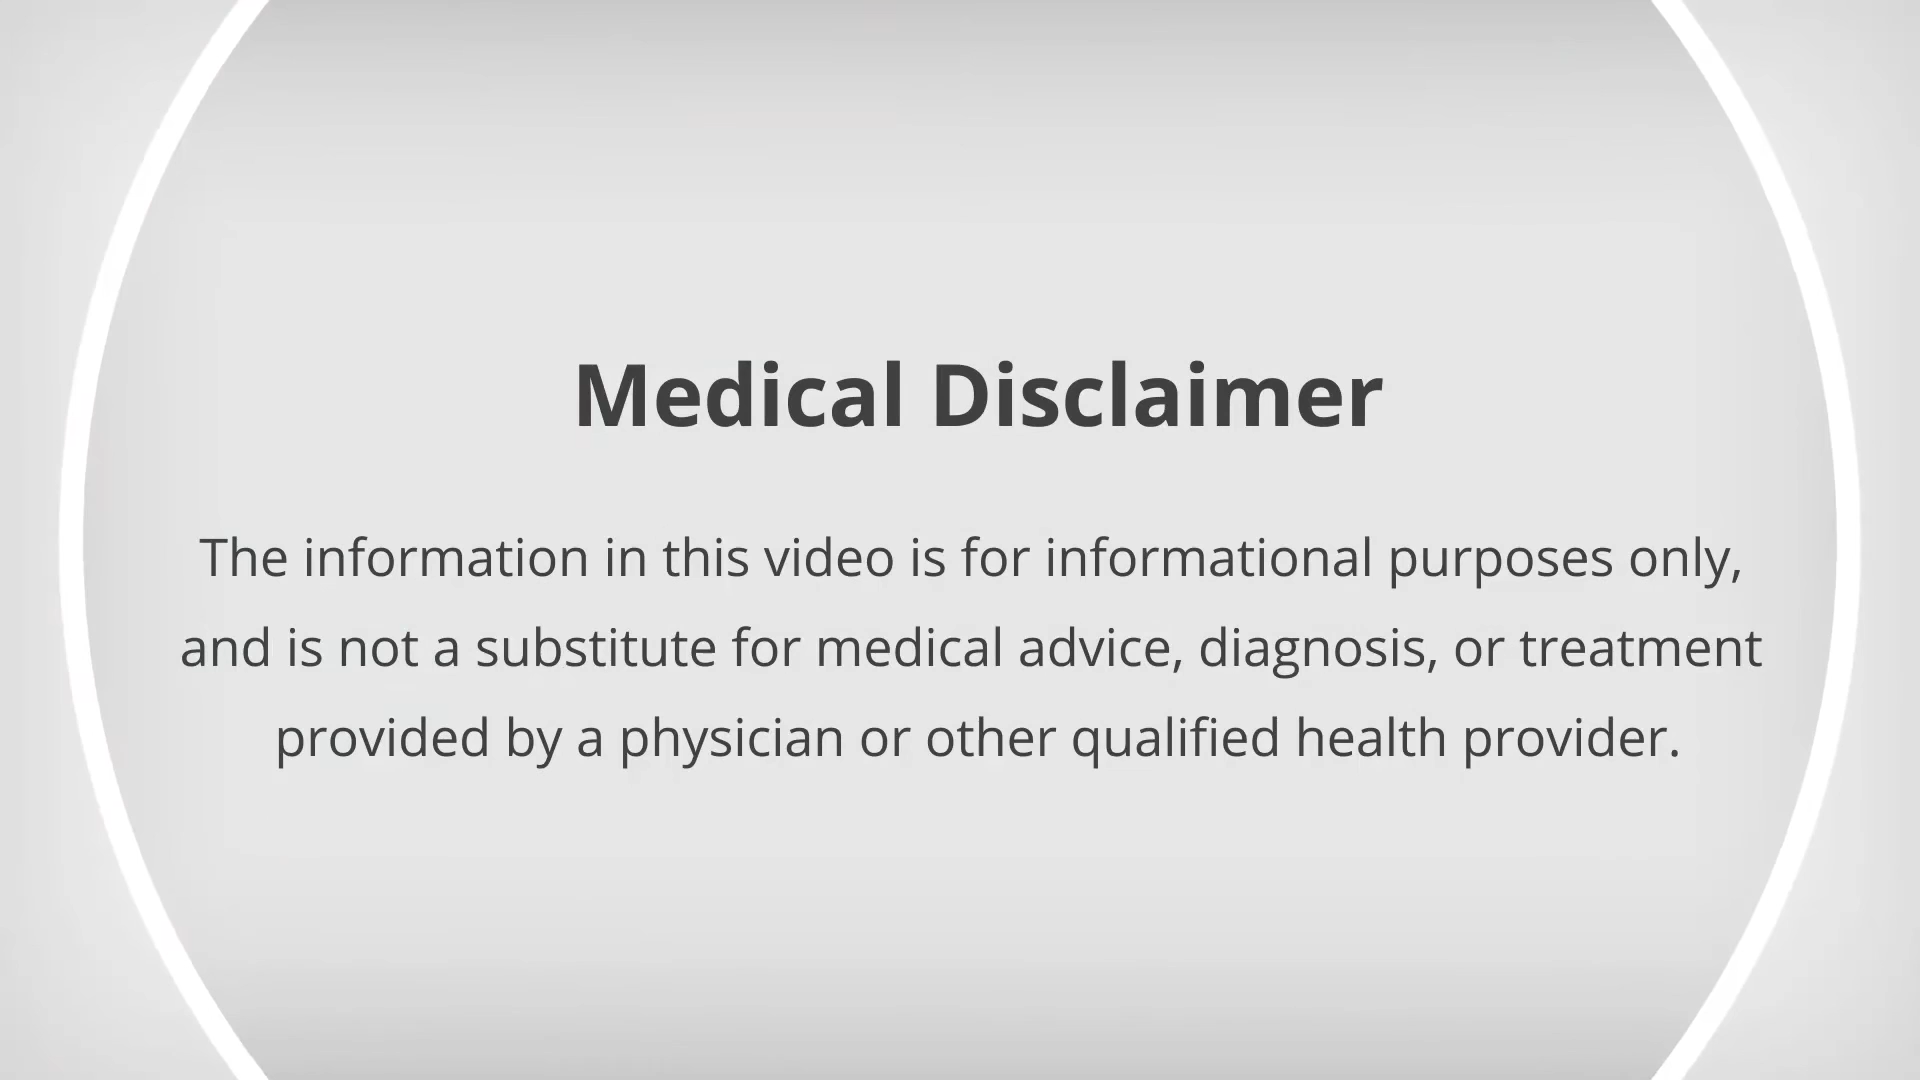 Medical Disclaimer
The information in this video is for informational purposes only,
and is not a substitute for medical advice, diagnosis, or treatment
provided by a physician or other qualified health provider.